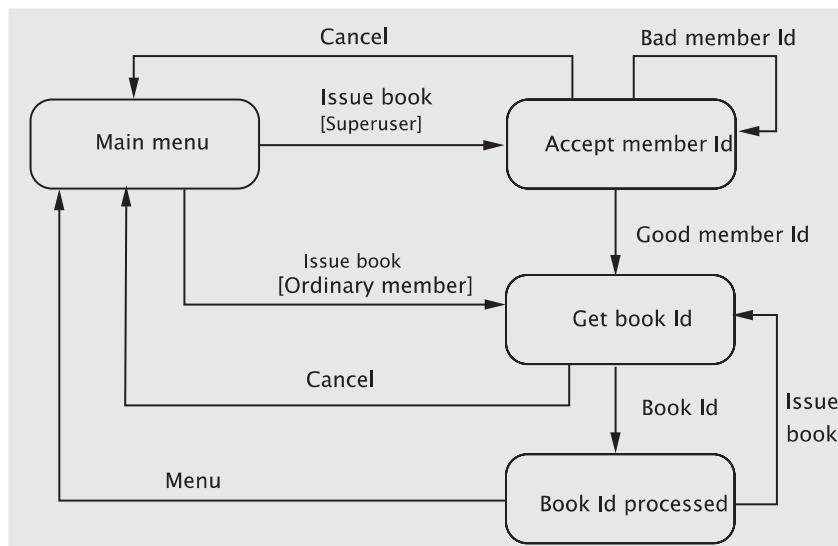 Cancel
Bad member Id
Issue book
[Superuser]
Main menu
Accept member Id
Good member Id
Issue book
[Ordinary member]
Get book Id
Cancel
Book Id
Issue
book
Menu
Book Id processed